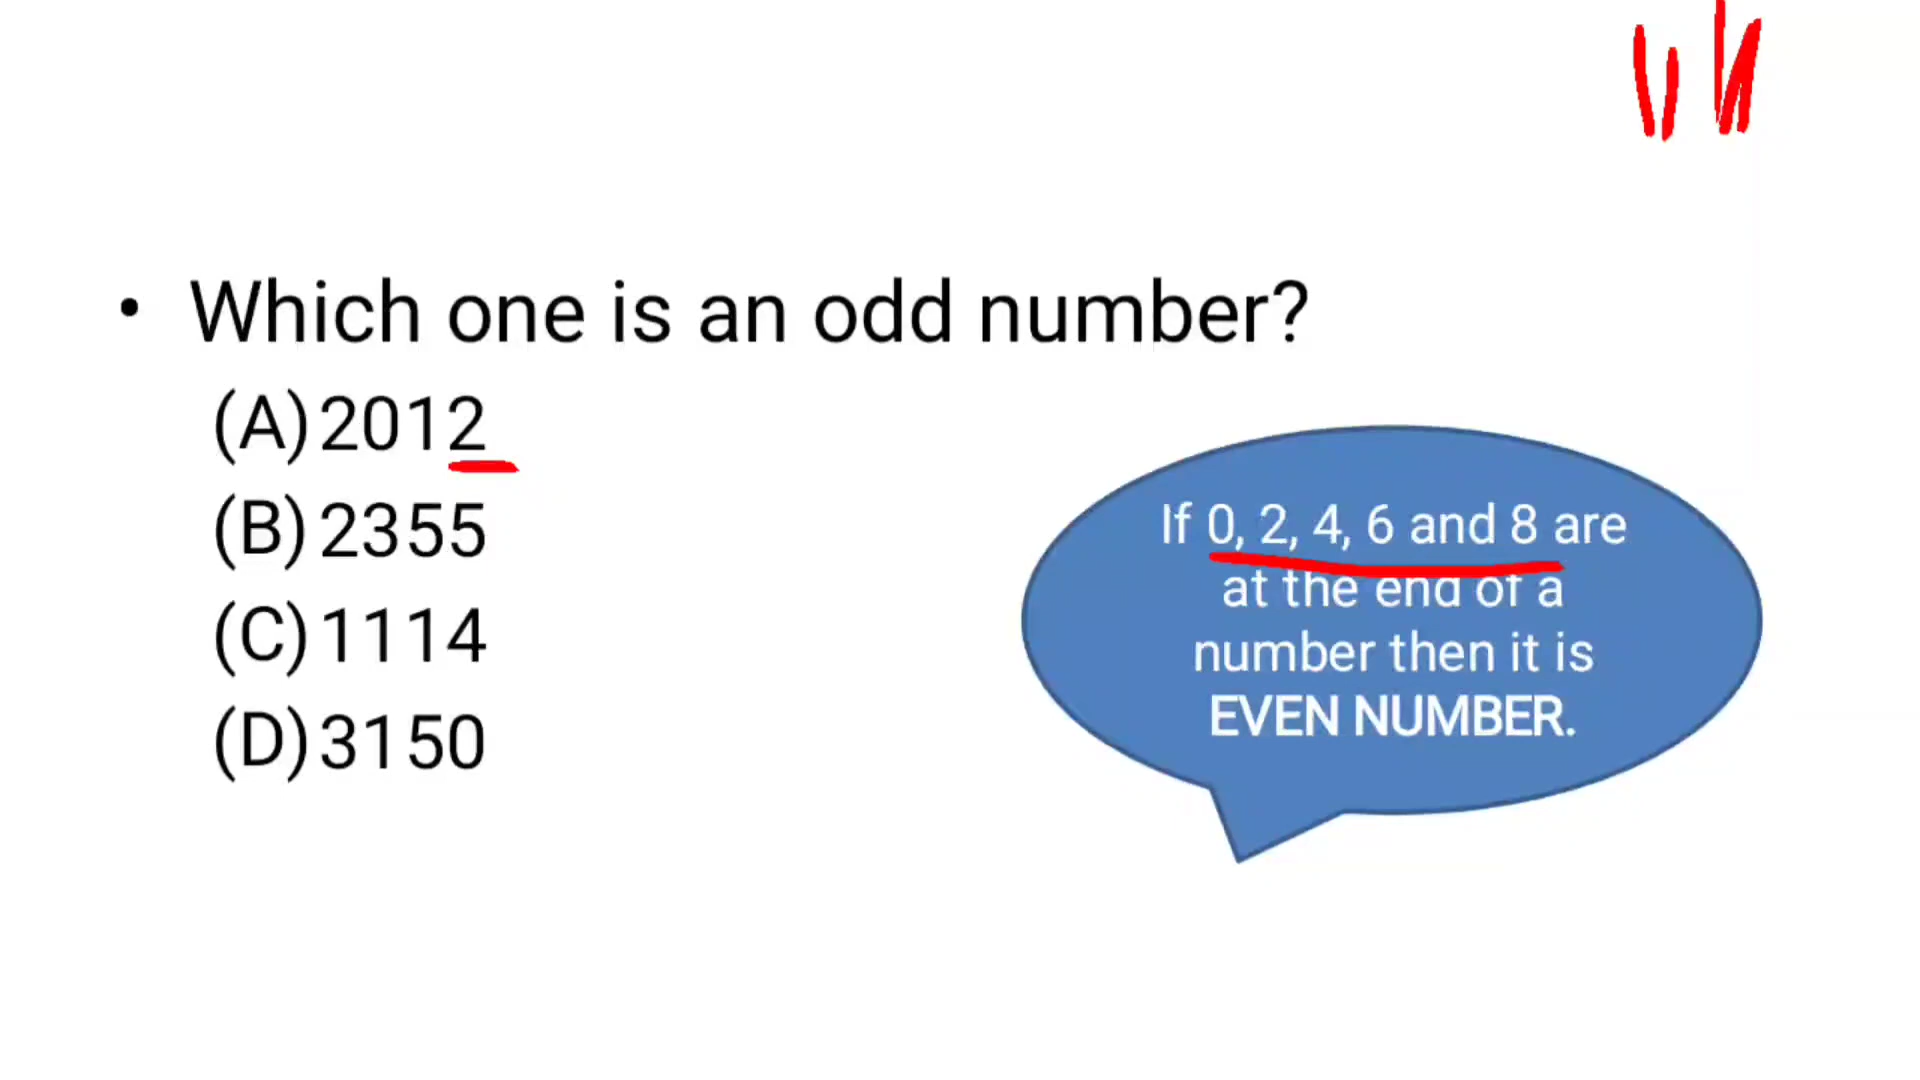 • Which one is an odd number?
(A) 2012
(B) 2355
(C) 1114
(D) 3150
If 0, 2, 4, 6 and 8 are
at the end of a
number then it is
EVEN NUMBER.